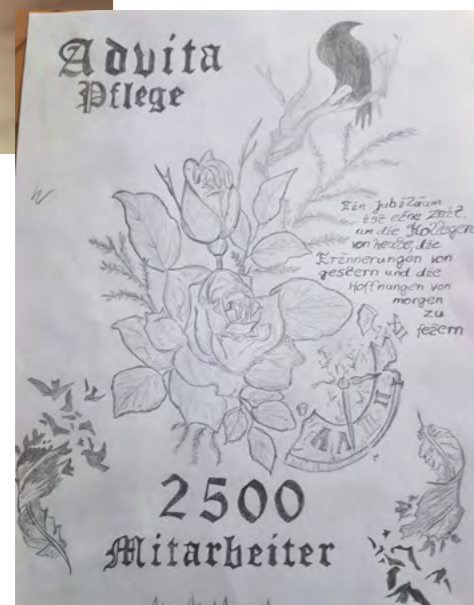 Advita
Pflege
Ein Jubiläum
ist eine Zeit
um die Kollegen
von heute, die
Erinnerungen von
gestern und die
Hoffnungen von
morgen
zu
feiern
2500
Mitarbeiter